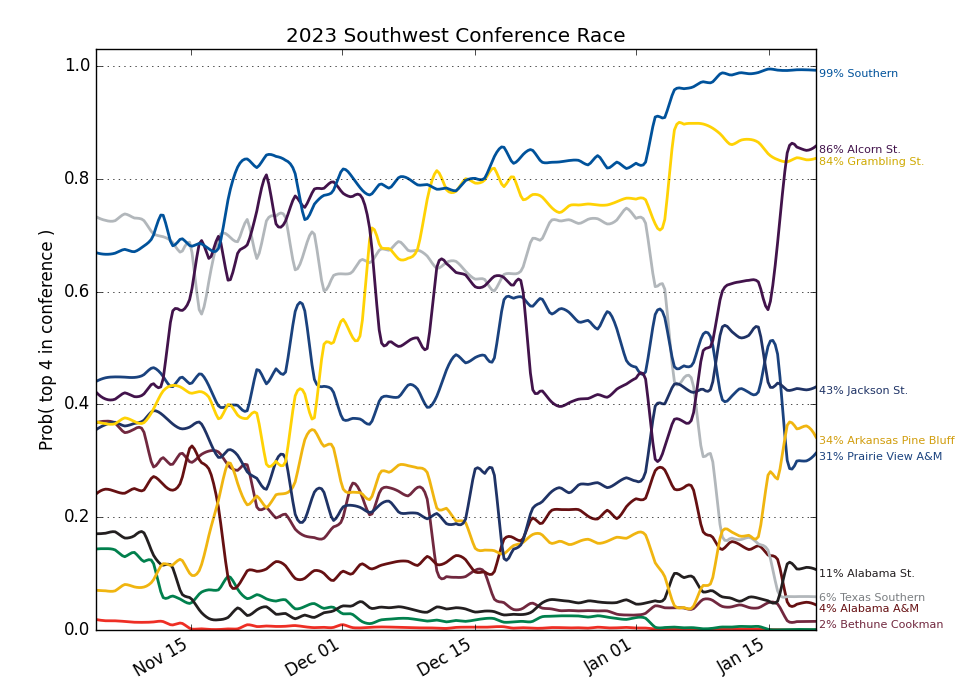 2023 Southwest Conference Race
Prob( top 4 in conference )
1.0
0.8
0.6
0.4
0.2
0.0
Nov 15
Dec 01
Dec 15
Jan 01
Jan 15
99% Southern
86% Alcorn St.
84% Grambling St.
43% Jackson St.
34% Arkansas Pine Bluff
31% Prairie View A&M
11% Alabama St.
6% Texas Southern
4% Alabama A&M
2% Bethune Cookman